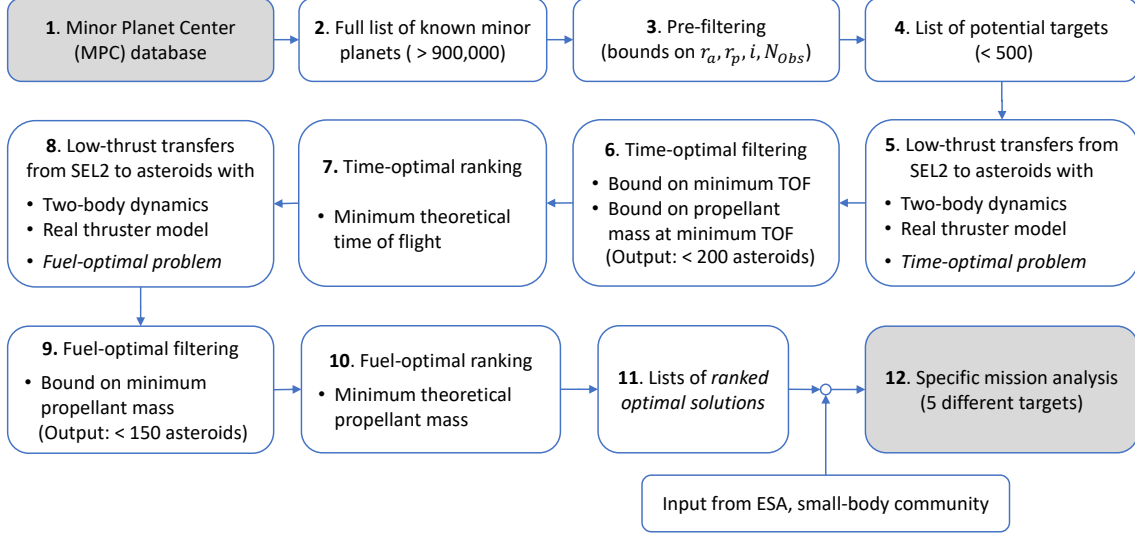 1. Minor Planet Center
(MPC) database
2. Full list of known minor
planets ( > 900,000)
3. Pre-filtering
(bounds on r_a, r_p, i, N_Obs)
4. List of potential targets
(< 500)
8. Low-thrust transfers
from SEL2 to asteroids with
• Two-body dynamics
• Real thruster model
• Fuel-optimal problem
7. Time-optimal ranking
• Minimum theoretical
time of flight
6. Time-optimal filtering
• Bound on minimum TOF
• Bound on propellant
mass at minimum TOF
(Output: < 200 asteroids)
5. Low-thrust transfers from
SEL2 to asteroids with
• Two-body dynamics
• Real thruster model
• Time-optimal problem
9. Fuel-optimal filtering
• Bound on minimum
propellant mass
(Output: < 150 asteroids)
10. Fuel-optimal ranking
• Minimum theoretical
propellant mass
11. Lists of ranked
optimal solutions
12. Specific mission analysis
(5 different targets)
Input from ESA, small-body community